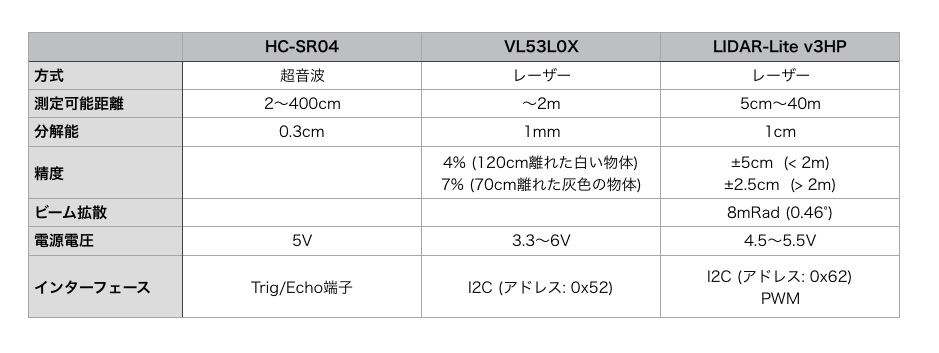 HC-SR04 VL53L0X LIDAR-Lite v3HP
方式 超音波 レーザー レーザー
測定可能距離 2〜400cm 〜2m 5cm〜40m
分解能 0.3cm 1mm 1cm
精度 4% (120cm離れた白い物体) ±5cm (< 2m)
7% (70cm離れた灰色の物体) ±2.5cm (> 2m)
ビーム拡散 8mRad (0.46°)
電源電圧 5V 3.3〜6V 4.5〜5.5V
インターフェース Trig/Echo端子 I2C (アドレス: 0x52) I2C (アドレス: 0x62)
PWM